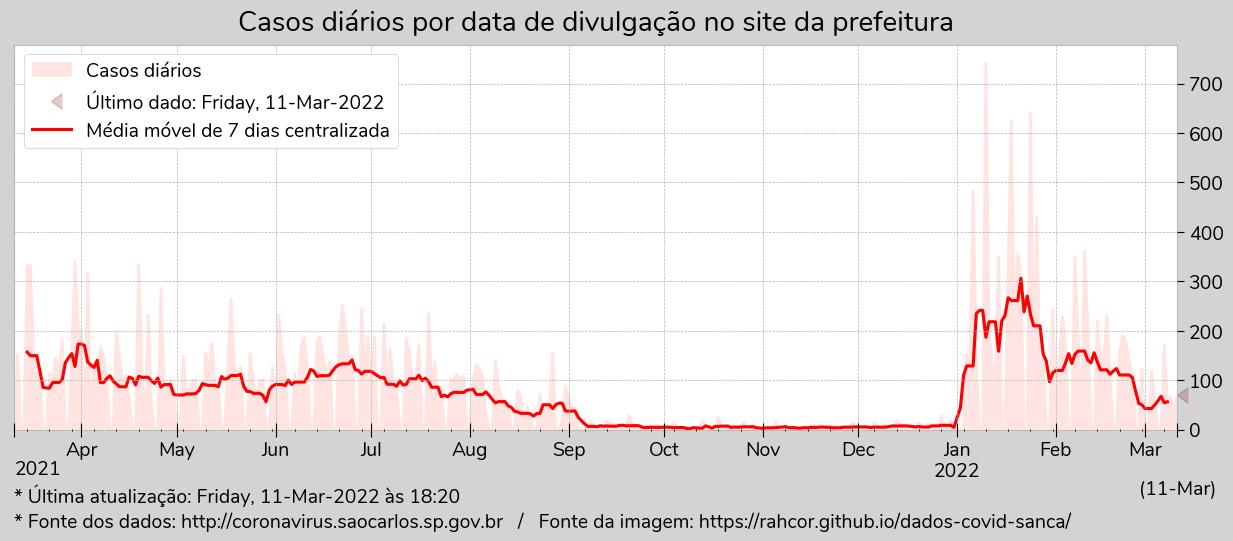 Casos diários por data de divulgação no site da prefeitura
Casos diários
Último dado: Friday, 11-Mar-2022
Média móvel de 7 dias centralizada
700
600
500
400
300
200
100
0
Apr May Jun Jul Aug Sep Oct Nov Dec Jan Feb Mar
2021 2022
(11-Mar)
* Última atualização: Friday, 11-Mar-2022 às 18:20
* Fonte dos dados: http://coronavirus.saocarlos.sp.gov.br / Fonte da imagem: https://rahcor.github.io/dados-covid-sanca/